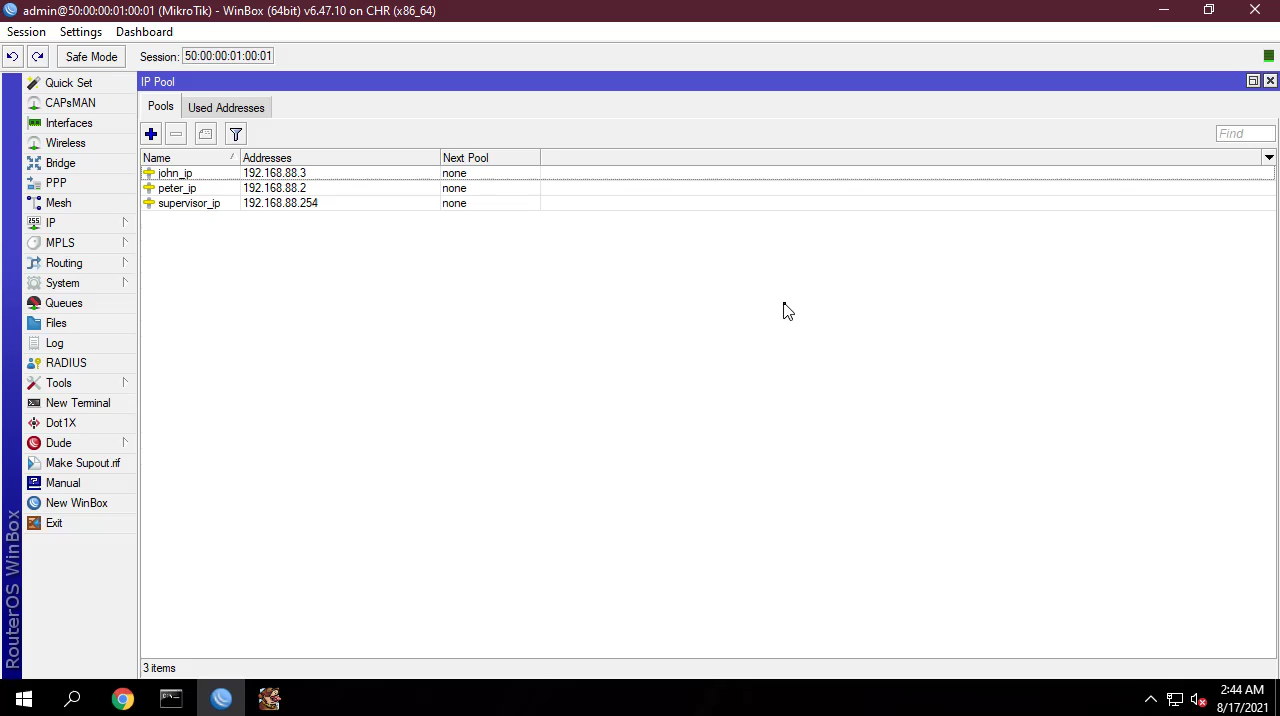 admin@50:00:00:01:00:01 (MikroTik) - WinBox (64bit) v6.47.10 on CHR (x86_64)
Session Settings Dashboard
Safe Mode Session: 50:00:00:01:00:01
Quick Set
CAPsMAN
Interfaces
Wireless
Bridge
PPP
Mesh
IP
MPLS
Routing
System
Queues
Files
Log
RADIUS
Tools
New Terminal
Dot1X
Dude
Make Supout.rif
Manual
New WinBox
Exit
RouterOS WinBox
IP Pool
Pools Used Addresses
Find
Name Addresses Next Pool
john_ip 192.168.88.3 none
peter_ip 192.168.88.2 none
supervisor_ip 192.168.88.254 none
3 items
2:44 AM
8/17/2021